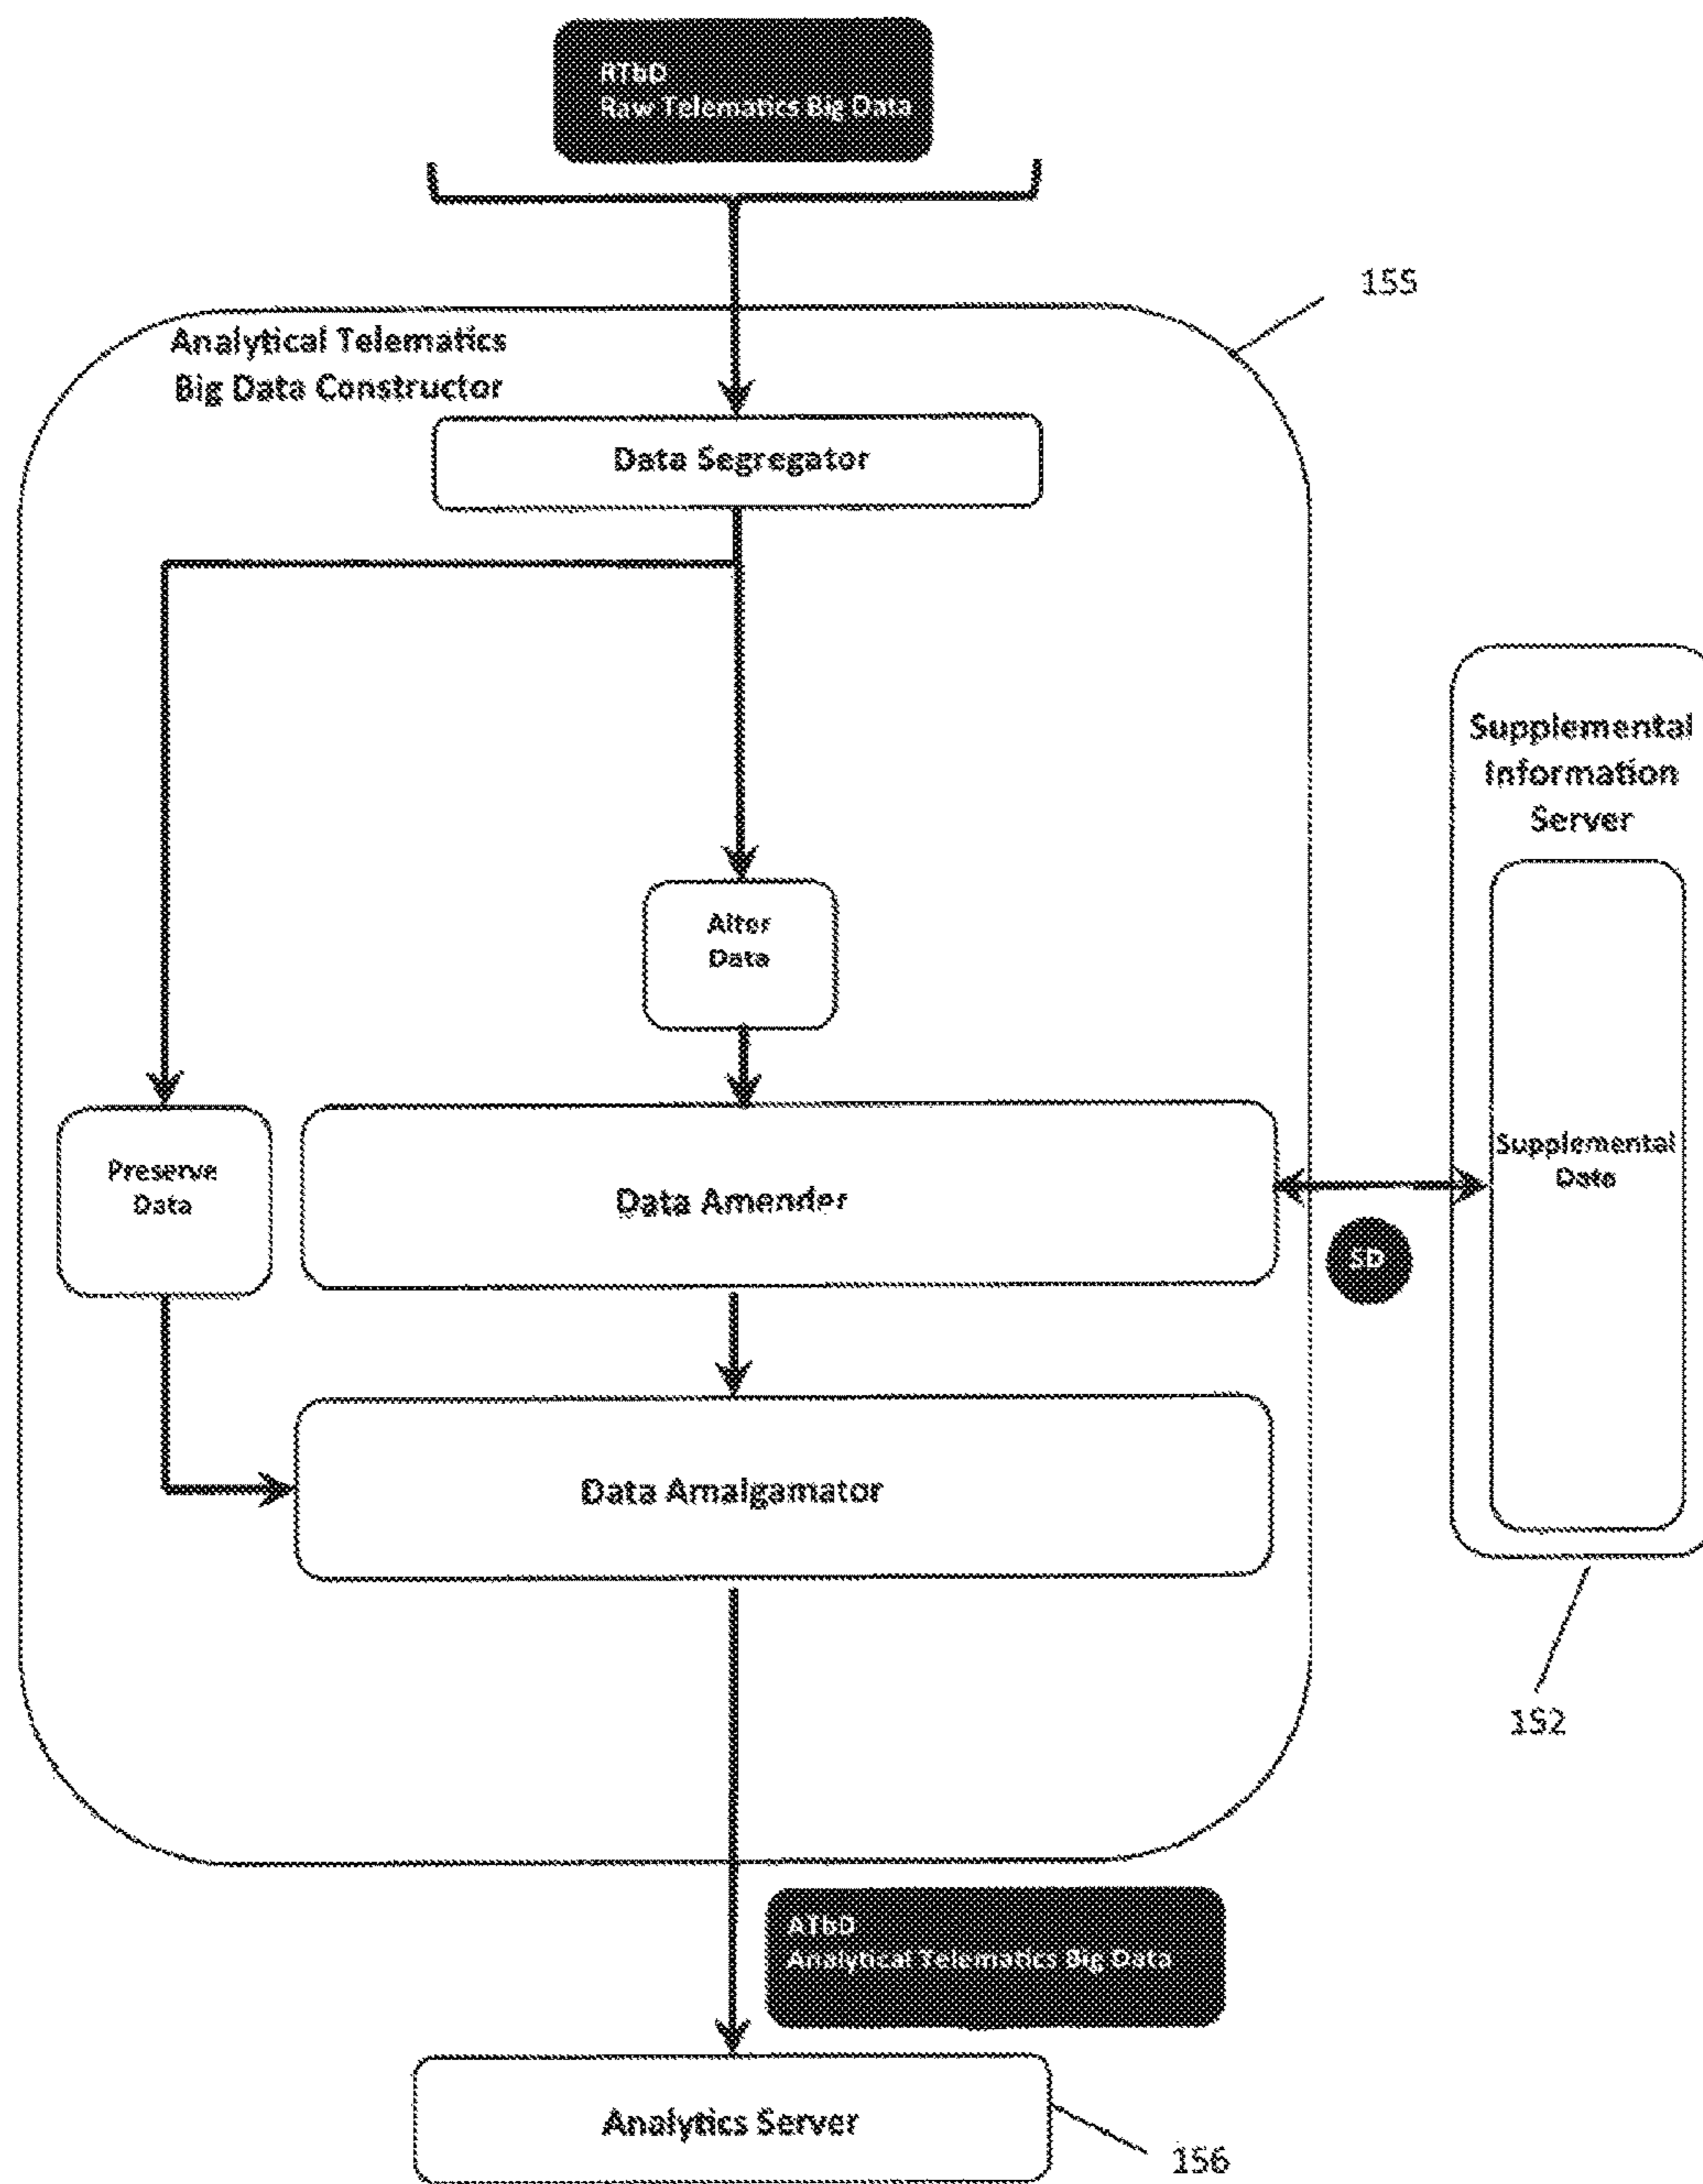 RTbD
Raw Telematics Big Data
155
Analytical Telematics
Big Data Constructor
Data Segregator
Supplemental
Information
Server
Alter
Data
Preserve
Data
Data Amender
Supplemental
Data
SD
Data Amalgamator
152
ATbD
Analytical Telematics Big Data
Analytics Server
156